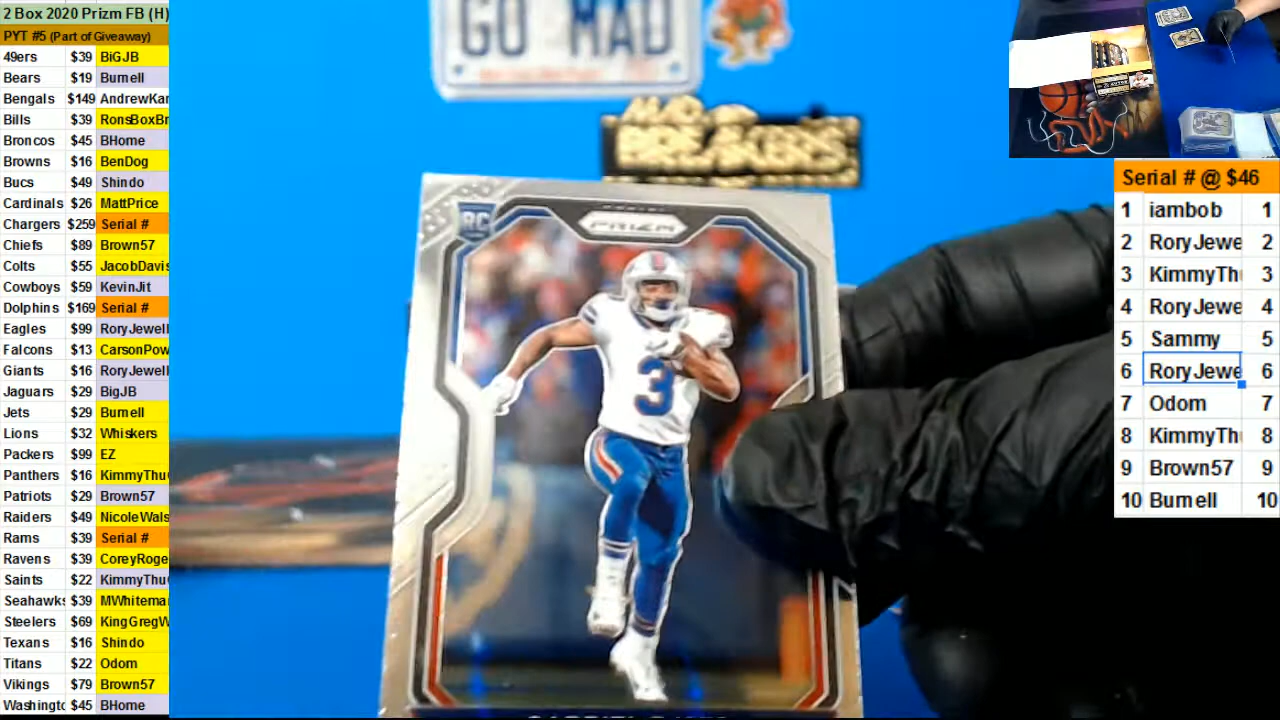 2 Box 2020 Prizm FB (H)
PYT #5 (Part of Giveaway)
49ers $39 BiGJB
Bears $19 Burnell
Bengals $149 AndrewKar
Bills $39 RonsBoxBr
Broncos $45 BHome
Browns $16 BenDog
Bucs $49 Shindo
Cardinals $26 MattPrice
Chargers $259 Serial #
Chiefs $89 Brown57
Colts $55 JacobDavis
Cowboys $59 KevinJit
Dolphins $169 Serial #
Eagles $99 RoryJewell
Falcons $13 CarsonPow
Giants $16 RoryJewell
Jaguars $29 BigJB
Jets $29 Burnell
Lions $32 Whiskers
Packers $99 EZ
Panthers $16 KimmyThu
Patriots $29 Brown57
Raiders $49 NicoleWals
Rams $39 Serial #
Ravens $39 CoreyRoge
Saints $22 KimmyThu
Seahawks $39 MWhitema
Steelers $69 KingGregW
Texans $16 Shindo
Titans $22 Odom
Vikings $79 Brown57
Washingto $45 BHome
GO MAD
BREAKERS
RC
PANINI
PRIZM
3
Serial # @ $46
1 iambob 1
2 RoryJewe 2
3 KimmyTh 3
4 RoryJewe 4
5 Sammy 5
6 RoryJewe 6
7 Odom 7
8 KimmyTh 8
9 Brown57 9
10 Burnell 10